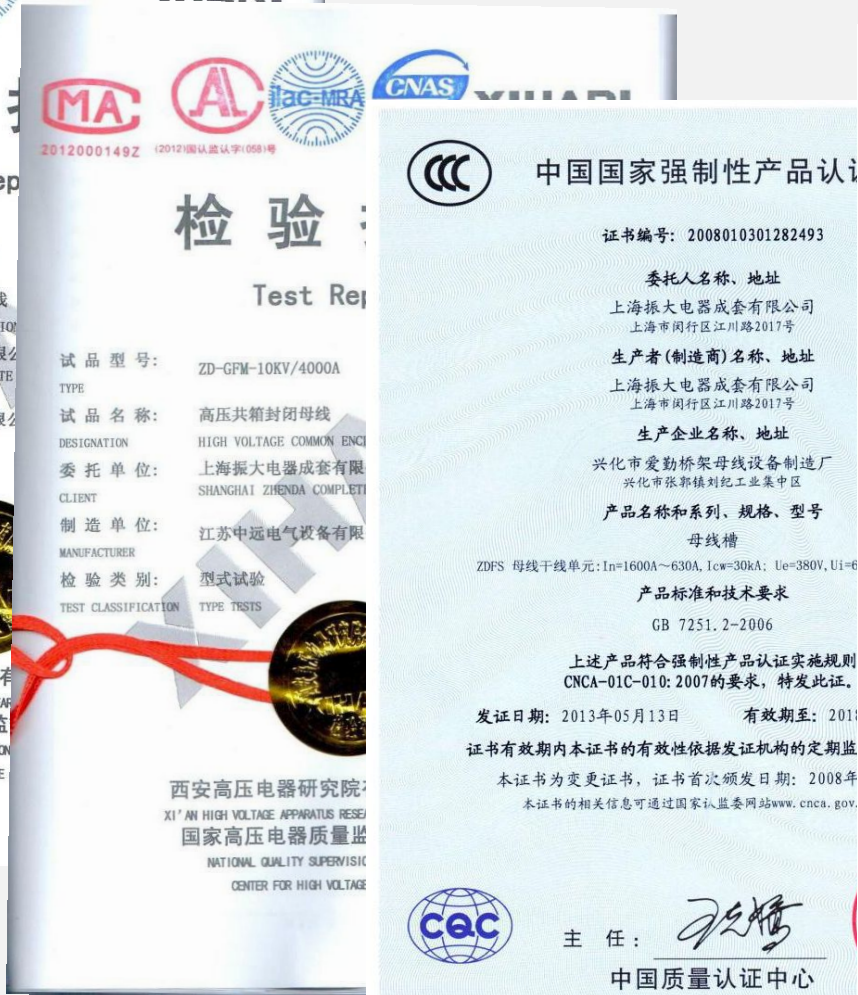 MA
2012000149Z
AL
(2012)国认监认字(058)号
ilac-MRA
CNAS
检 验
Test Rep
试 品 型 号:
ZD-GFM-10KV/4000A
TYPE
试 品 名 称:
高压共箱封闭母线
DESIGNATION
HIGH VOLTAGE COMMON ENCL
委 托 单 位:
上海振大电器成套有限
CLIENT
SHANGHAI ZHENDA COMPLETE
制 造 单 位:
江苏中远电气设备有限
MANUFACTURER
检 验 类 别:
型式试验
TEST CLASSIFICATION
TYPE TESTS
西安高压电器研究院
XI'AN HIGH VOLTAGE APPARATUS RESEA
国家高压电器质量监
NATIONAL QUALITY SUPERVISIO
CENTER FOR HIGH VOLTAGE
中国国家强制性产品认
证书编号: 2008010301282493
委托人名称、地址
上海振大电器成套有限公司
上海市闵行区江川路2017号
生产者(制造商)名称、地址
上海振大电器成套有限公司
上海市闵行区江川路2017号
生产企业名称、地址
兴化市爱勤桥架母线设备制造厂
兴化市张郭镇刘纪工业集中区
产品名称和系列、规格、型号
母线槽
ZDFS 母线干线单元:In=1600A～630A, Icw=30kA; Ue=380V, Ui=6
产品标准和技术要求
GB 7251.2-2006
上述产品符合强制性产品认证实施规则
CNCA-01C-010:2007的要求, 特发此证。
发证日期: 2013年05月13日 有效期至: 2018
证书有效期内本证书的有效性依据发证机构的定期监
本证书为变更证书, 证书首次颁发日期: 2008年
本证书的相关信息可通过国家认监委网站www.cnca.gov.
CQC
主 任:
中国质量认证中心